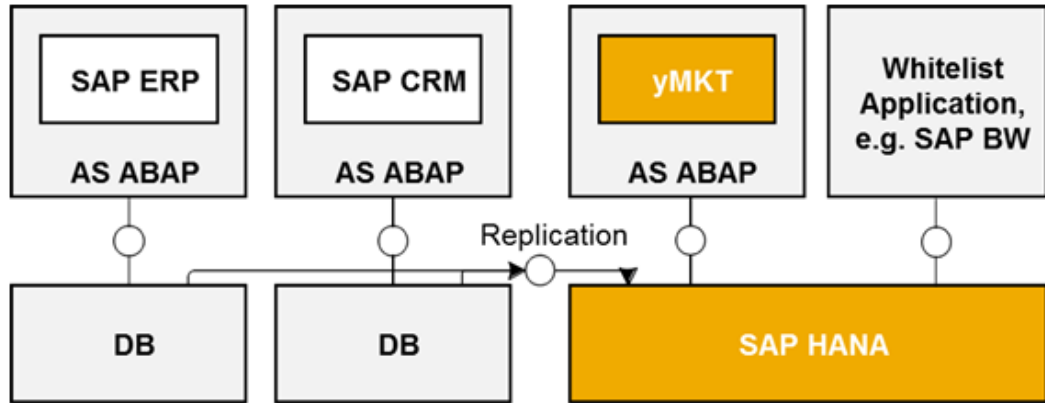 SAP ERP
AS ABAP
SAP CRM
AS ABAP
yMKT
AS ABAP
Whitelist
Application,
e.g. SAP BW
Replication
DB
DB
SAP HANA